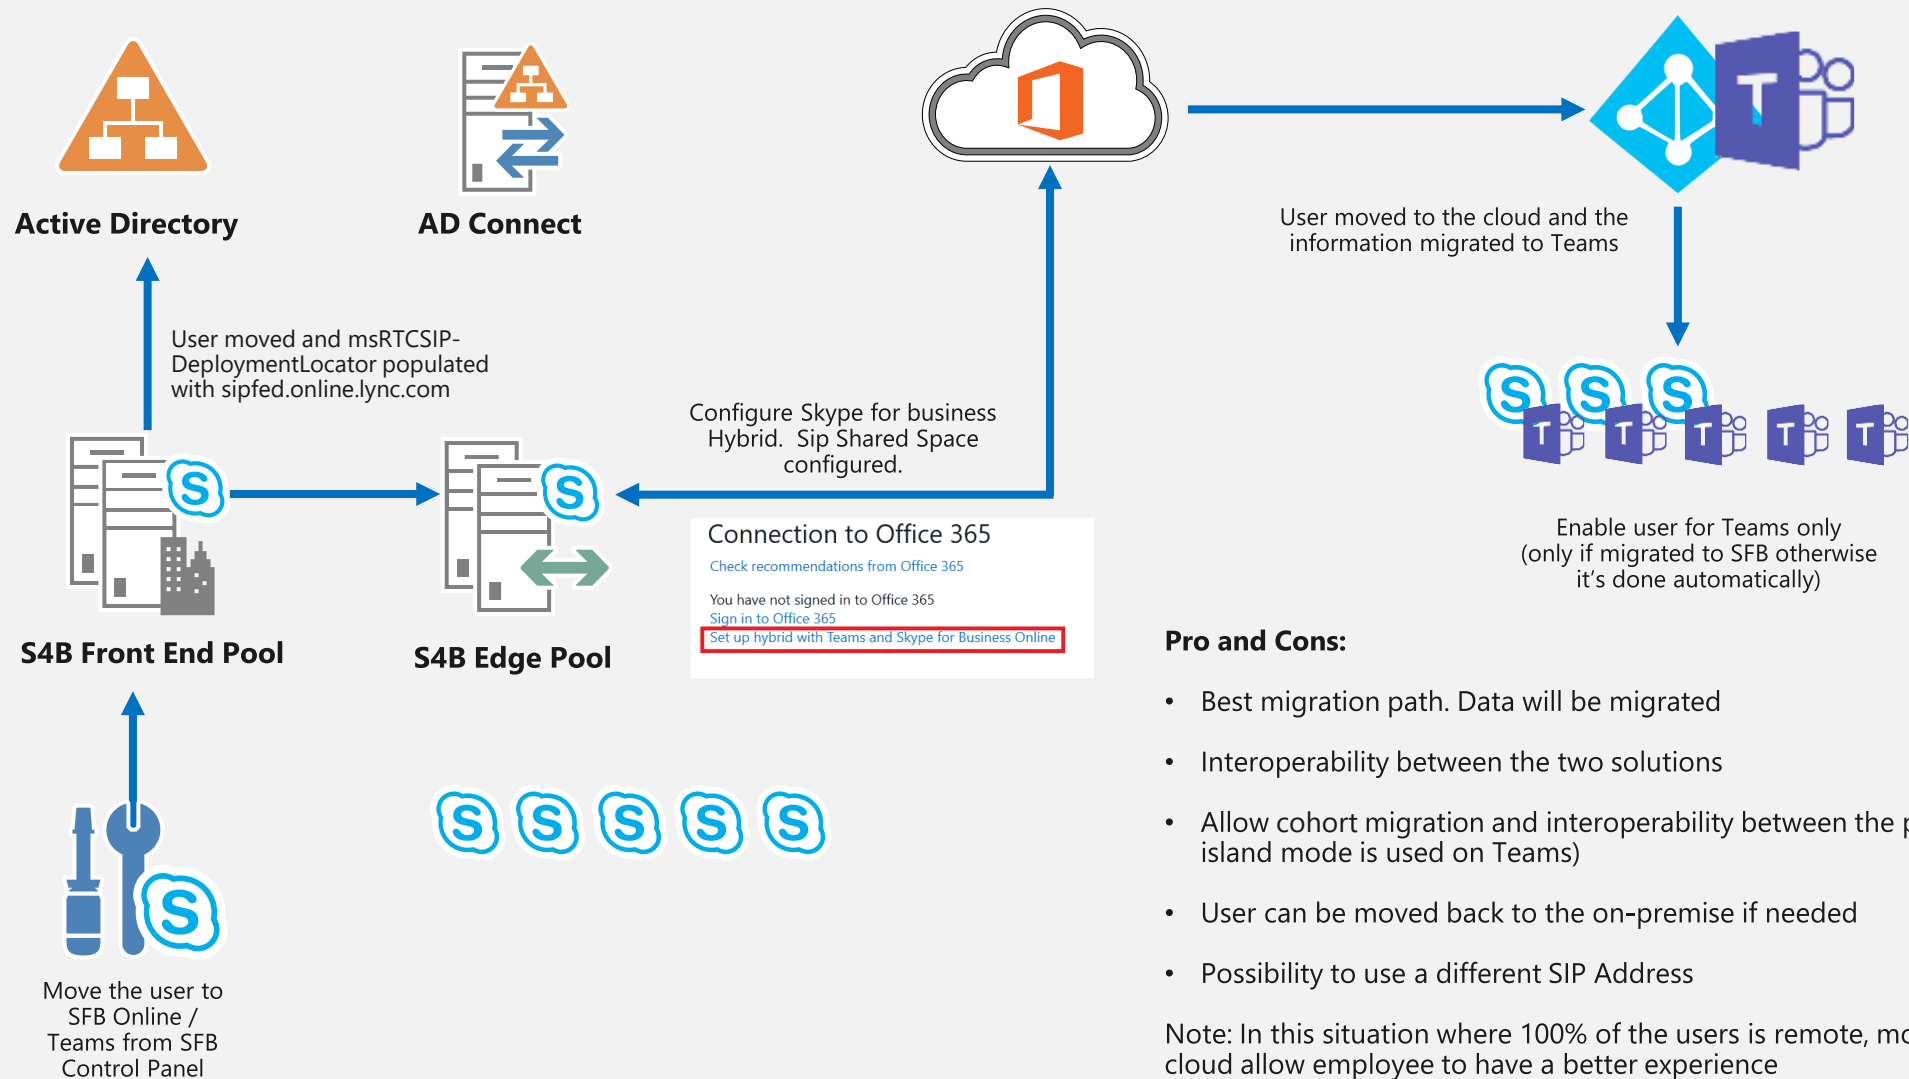 Active Directory
AD Connect
User moved to the cloud and the
information migrated to Teams
User moved and msRTCSIP-
DeploymentLocator populated
with sipfed.online.lync.com
Configure Skype for business
Hybrid. Sip Shared Space
configured.
Connection to Office 365
Check recommendations from Office 365
You have not signed in to Office 365
Sign in to Office 365
Set up hybrid with Teams and Skype for Business Online
Enable user for Teams only
(only if migrated to SFB otherwise
it's done automatically)
S4B Front End Pool
S4B Edge Pool
Pro and Cons:
• Best migration path. Data will be migrated
• Interoperability between the two solutions
• Allow cohort migration and interoperability between the
island mode is used on Teams)
• User can be moved back to the on-premise if needed
• Possibility to use a different SIP Address
Note: In this situation where 100% of the users is remote,
cloud allow employee to have a better experience
Move the user to
SFB Online /
Teams from SFB
Control Panel